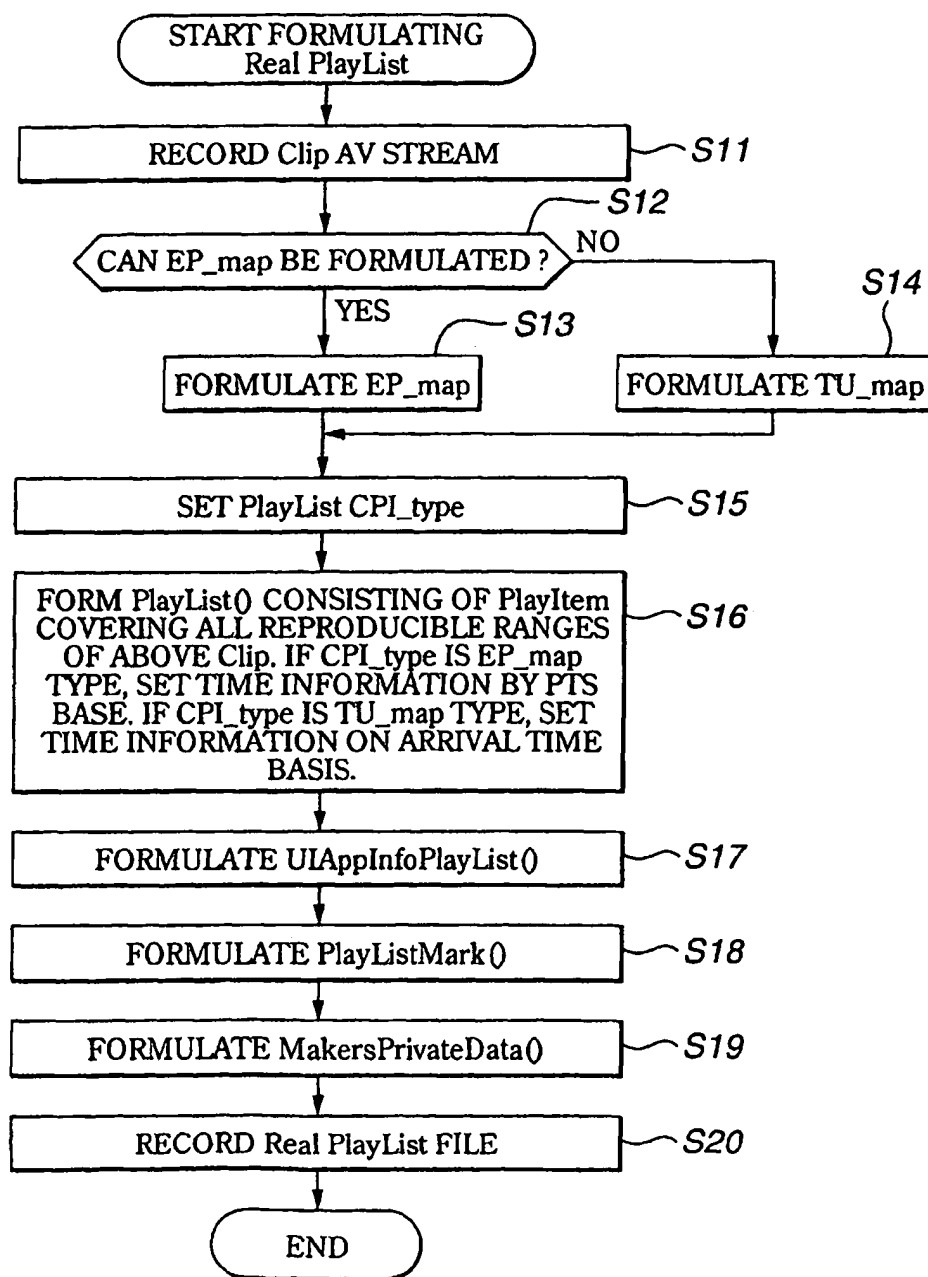 START FORMULATING
Real PlayList
RECORD Clip AV STREAM
S11
S12
CAN EP_map BE FORMULATED ?
NO
YES
S13
S14
FORMULATE EP_map
FORMULATE TU_map
SET PlayList CPI_type
S15
FORM PlayList() CONSISTING OF PlayItem
COVERING ALL REPRODUCIBLE RANGES
OF ABOVE Clip. IF CPI_type IS EP_map
TYPE, SET TIME INFORMATION BY PTS
BASE. IF CPI_type IS TU_map TYPE, SET
TIME INFORMATION ON ARRIVAL TIME
BASIS.
S16
FORMULATE UIAppInfoPlayList()
S17
FORMULATE PlayListMark()
S18
FORMULATE MakersPrivateData()
S19
RECORD Real PlayList FILE
S20
END